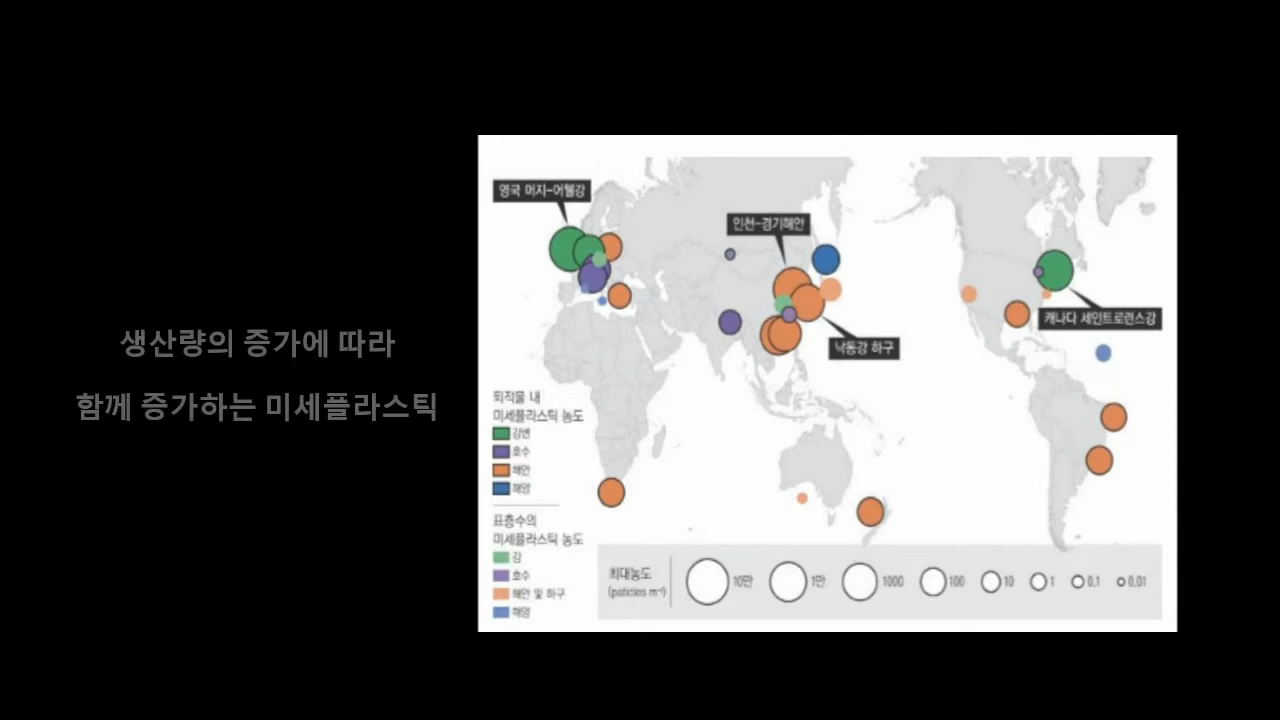 생산량의 증가에 따라
함께 증가하는 미세플라스틱
영국 머지-어웰강
인천-경기해안
낙동강 하구
캐나다 세인트로렌스강
퇴적물 내
미세플라스틱 농도
강변
호수
해안
해양
표층수의
미세플라스틱 농도
강
호수
해안 및 하구
해양
최대농도
(paticles m⁻³)
10만
1만
1000
100
10
1
0.1
0.01